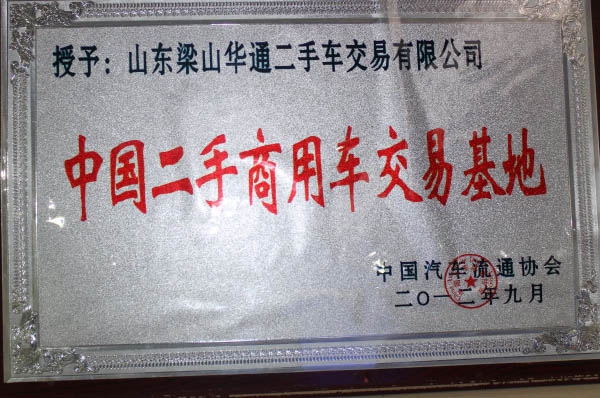 授予：山东梁山华通二手车交易有限公司
中国二手商用车交易基地
中国汽车流通协会
二〇一二年九月